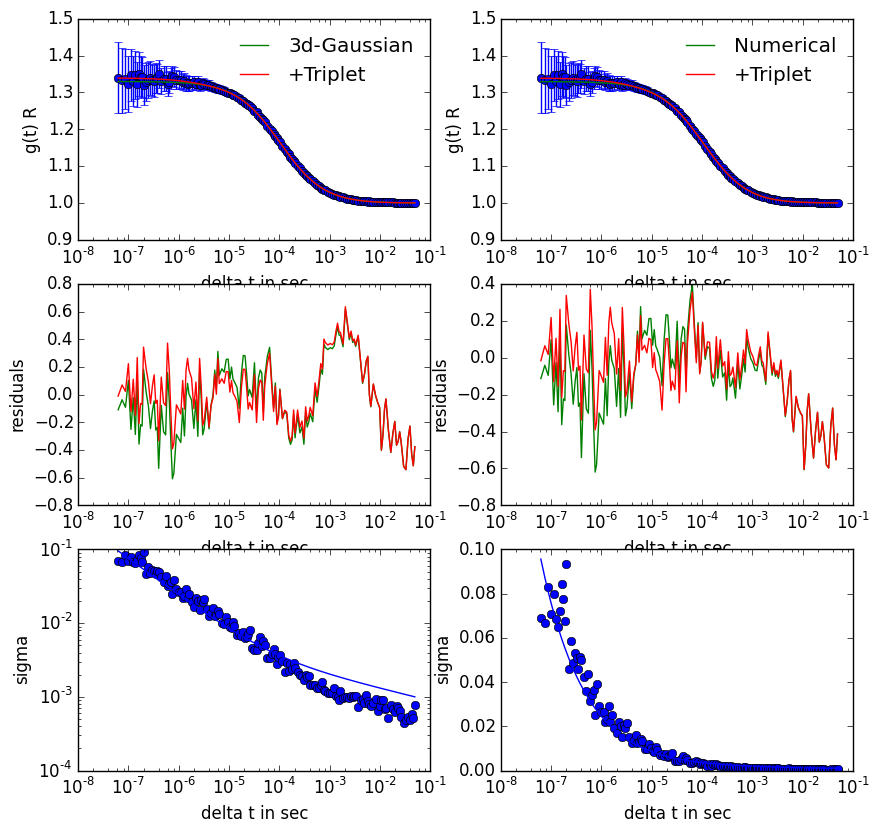 1.5
1.4
1.3
1.2
1.1
1.0
0.9
g(t) R
3d-Gaussian
+Triplet
10^-8 10^-7 10^-6 10^-5 10^-4 10^-3 10^-2 10^-1
delta t in sec
1.5
1.4
1.3
1.2
1.1
1.0
0.9
g(t) R
Numerical
+Triplet
10^-8 10^-7 10^-6 10^-5 10^-4 10^-3 10^-2 10^-1
delta t in sec
0.8
0.6
0.4
0.2
0.0
−0.2
−0.4
−0.6
−0.8
residuals
10^-8 10^-7 10^-6 10^-5 10^-4 10^-3 10^-2 10^-1
delta t in sec
0.4
0.2
0.0
−0.2
−0.4
−0.6
−0.8
residuals
10^-8 10^-7 10^-6 10^-5 10^-4 10^-3 10^-2 10^-1
delta t in sec
10^-1
10^-2
10^-3
10^-4
sigma
10^-8 10^-7 10^-6 10^-5 10^-4 10^-3 10^-2 10^-1
delta t in sec
0.10
0.08
0.06
0.04
0.02
0.00
sigma
10^-8 10^-7 10^-6 10^-5 10^-4 10^-3 10^-2 10^-1
delta t in sec